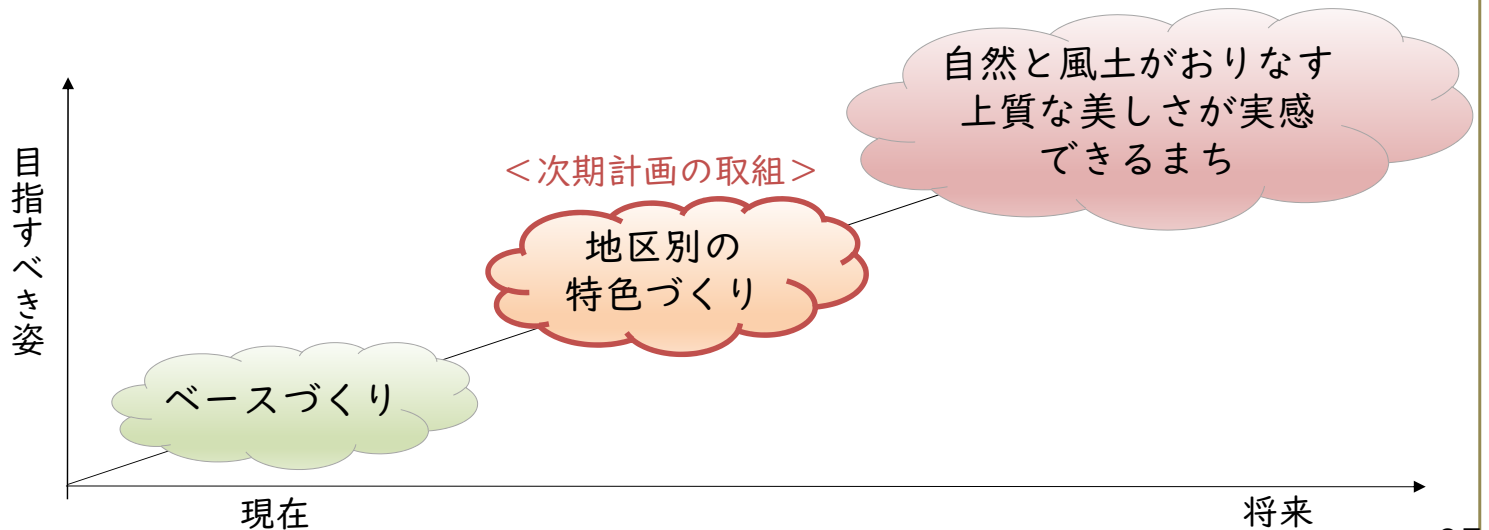 自然と風土がおりなす
上質な美しさが実感
できるまち
＜次期計画の取組＞
地区別の
特色づくり
目指すべき姿
ベースづくり
現在
将来